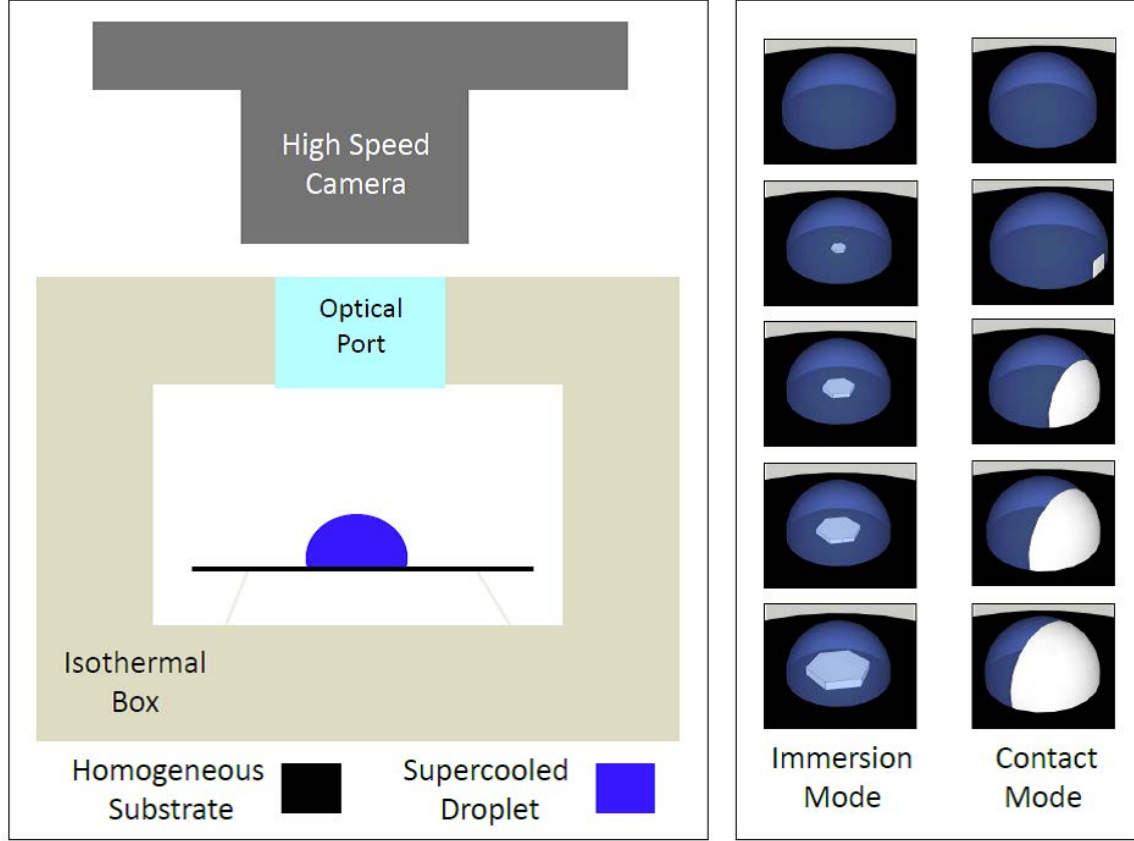 High Speed
Camera
Optical
Port
Isothermal
Box
Homogeneous
Substrate
Supercooled
Droplet
Immersion
Mode
Contact
Mode